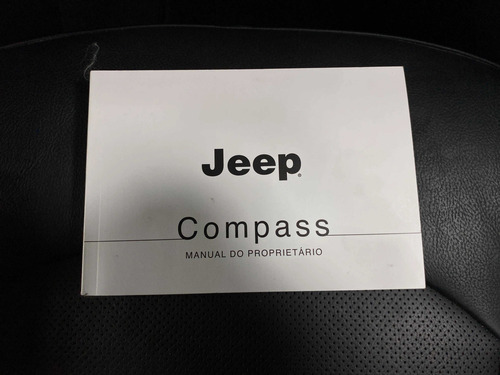 Jeep®
Compass
MANUAL DO PROPRIETÁRIO